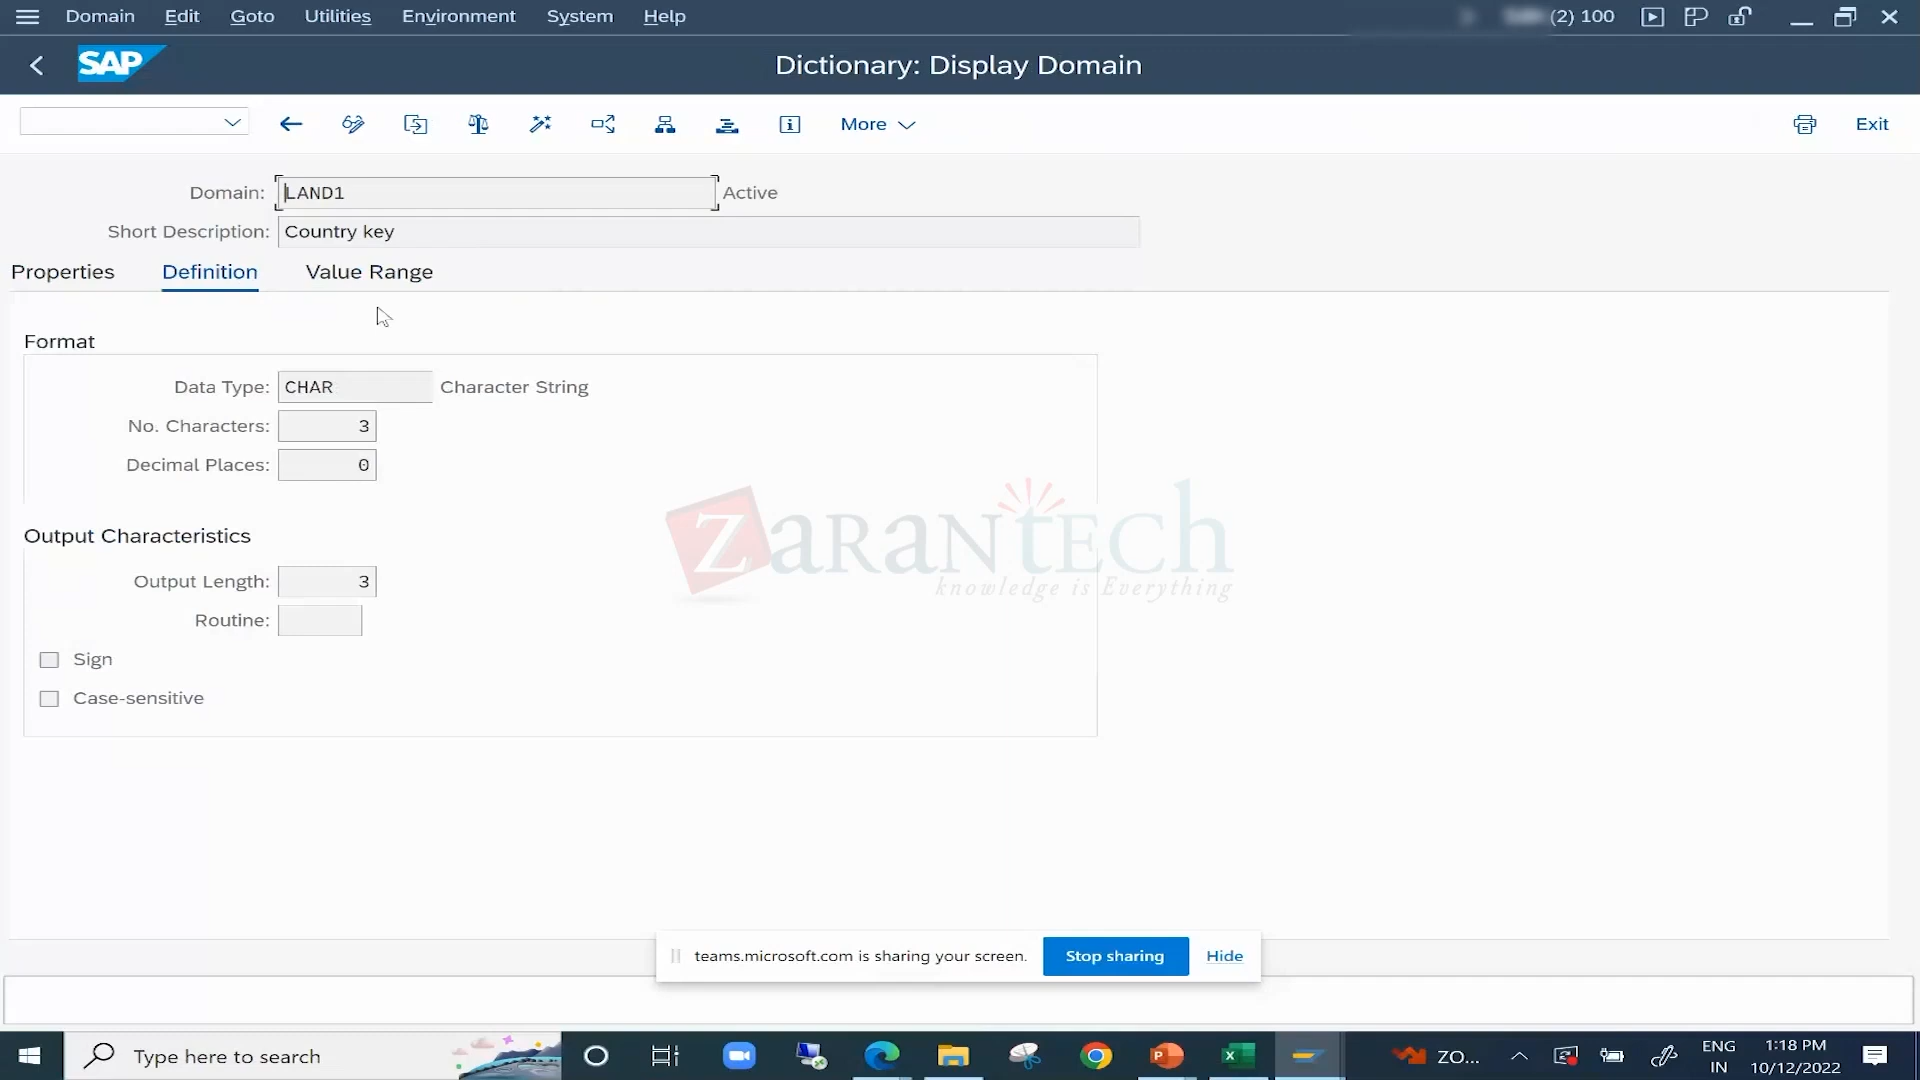 Domain Edit Goto Utilities Environment System Help (2) 100
SAP Dictionary: Display Domain
More Exit
Domain: LAND1 Active
Short Description: Country key
Properties Definition Value Range
Format
Data Type: CHAR Character String
No. Characters: 3
Decimal Places: 0
Output Characteristics
Output Length: 3
Routine:
Sign
Case-sensitive
ZaranTech
knowledge is Everything
teams.microsoft.com is sharing your screen. Stop sharing Hide
Type here to search ZO... ENG 1:18 PM
IN 10/12/2022